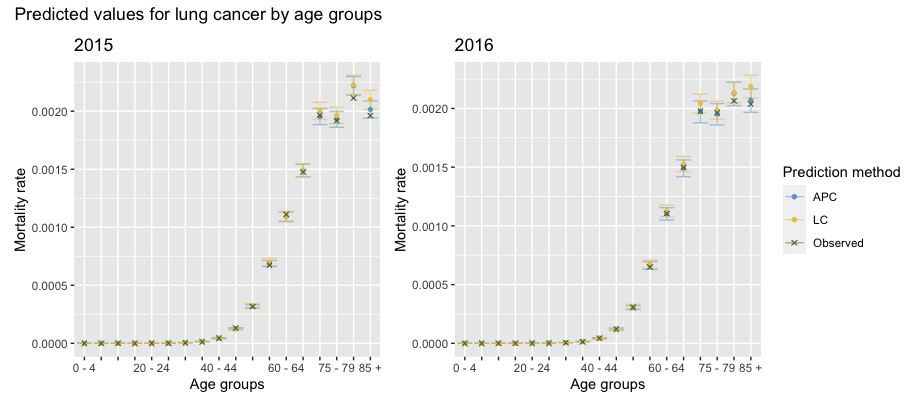 Predicted values for lung cancer by age groups
2015
Mortality rate
0.0020
0.0015
0.0010
0.0005
0.0000
0 - 4 20 - 24 40 - 44 60 - 64 75 - 79 85 +
Age groups
2016
Mortality rate
0.0020
0.0015
0.0010
0.0005
0.0000
0 - 4 20 - 24 40 - 44 60 - 64 75 - 79 85 +
Age groups
Prediction method
APC
LC
Observed